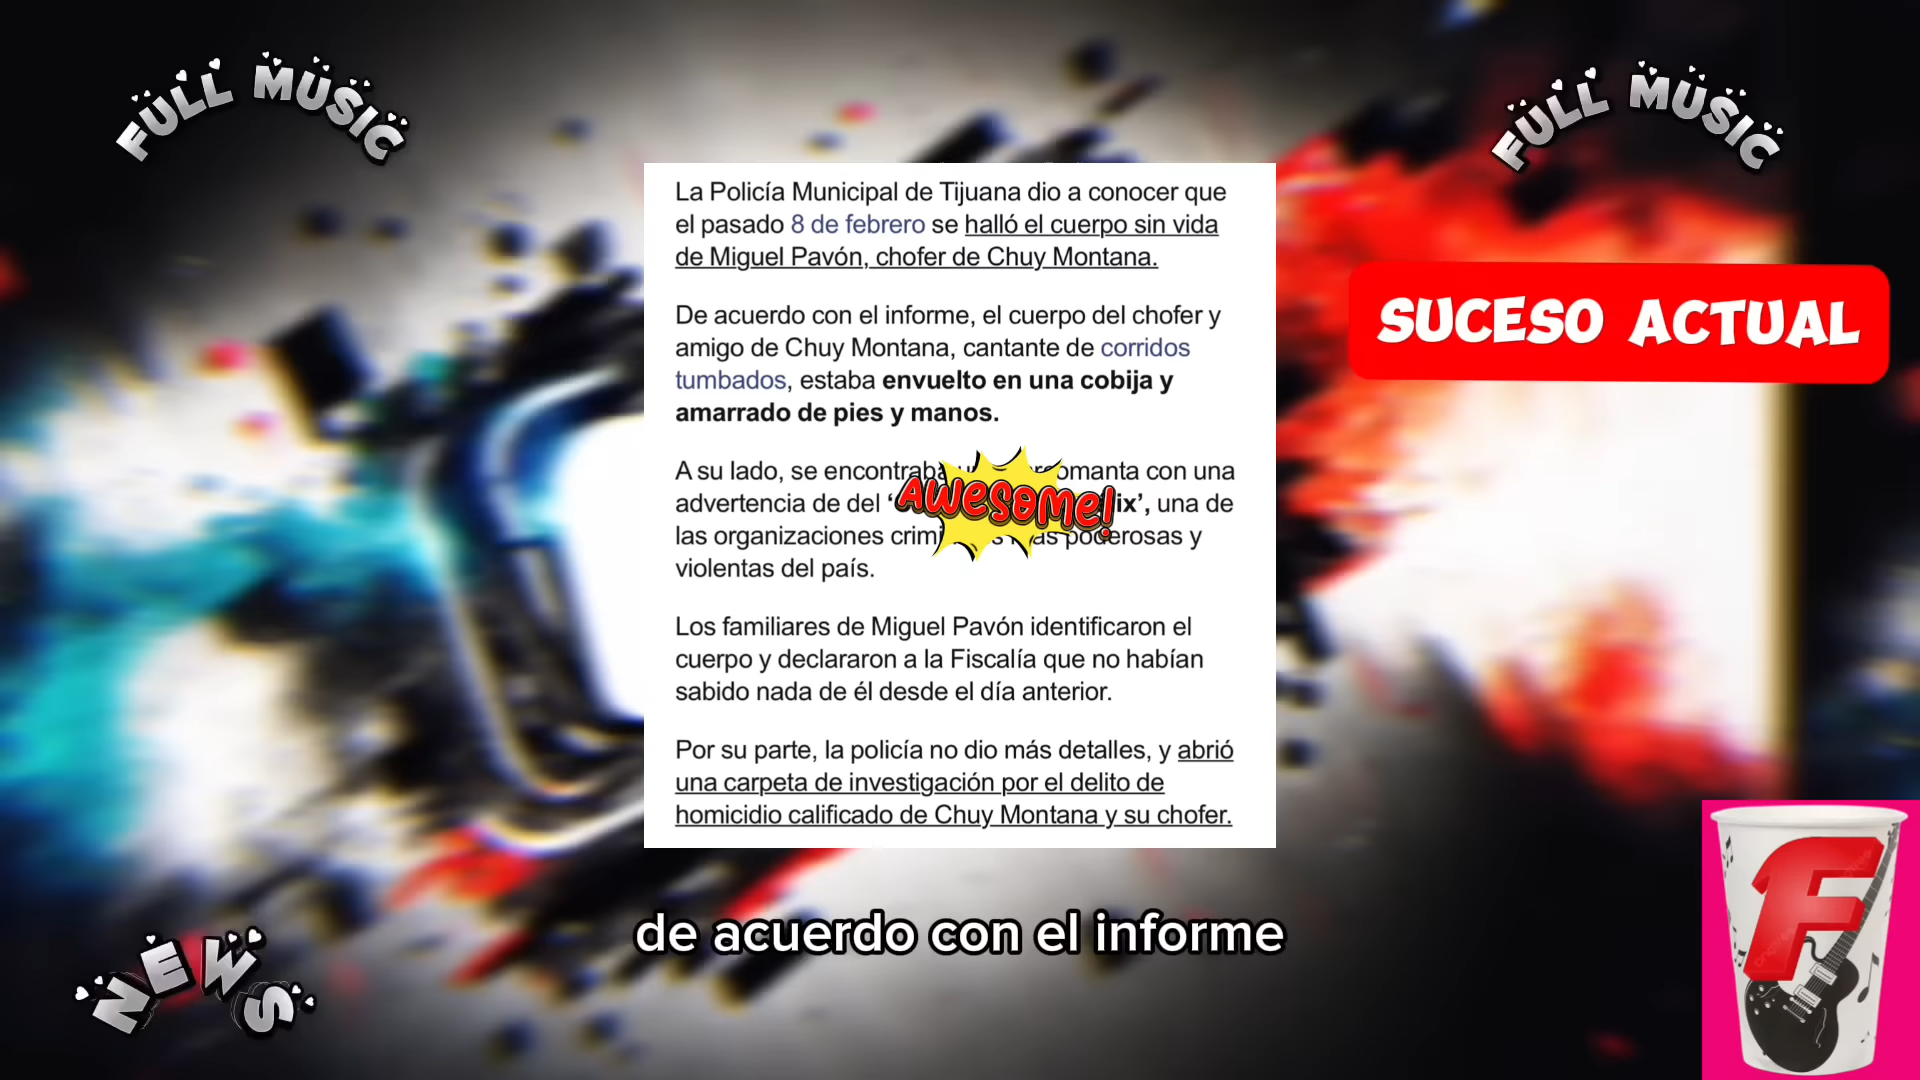 FULL MUSIC
FULL MUSIC
SUCESO ACTUAL
La Policía Municipal de Tijuana dio a conocer que
el pasado 8 de febrero se halló el cuerpo sin vida
de Miguel Pavón, chofer de Chuy Montana.
De acuerdo con el informe, el cuerpo del chofer y
amigo de Chuy Montana, cantante de corridos
tumbados, estaba envuelto en una cobija y
amarrado de pies y manos.
A su lado, se encontraba con una
advertencia de del una de
las organizaciones poderosas y
violentas del país.
AWESOME!
Los familiares de Miguel Pavón identificaron el
cuerpo y declararon a la Fiscalía que no habían
sabido nada de él desde el día anterior.
Por su parte, la policía no dio más detalles, y abrió
una carpeta de investigación por el delito de
homicidio calificado de Chuy Montana y su chofer.
de acuerdo con el informe
NEWS
F